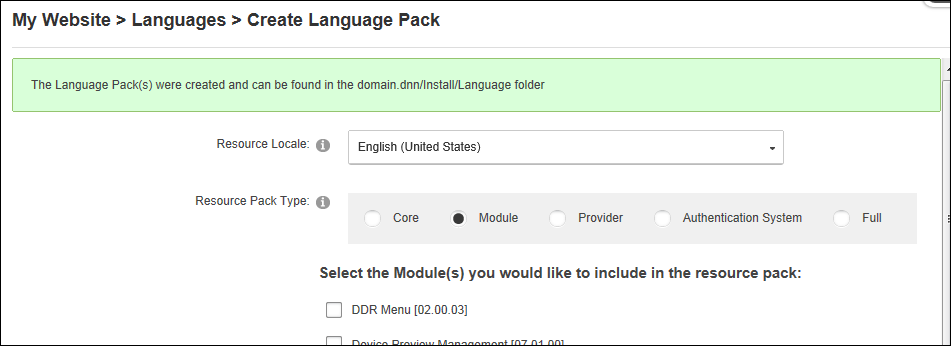 My Website > Languages > Create Language Pack
The Language Pack(s) were created and can be found in the domain.dnn/Install/Language folder
Resource Locale: English (United States)
Resource Pack Type: Core Module Provider Authentication System Full
Select the Module(s) you would like to include in the resource pack:
DDR Menu [02.00.03]
Device Preview Management [07.01.00]